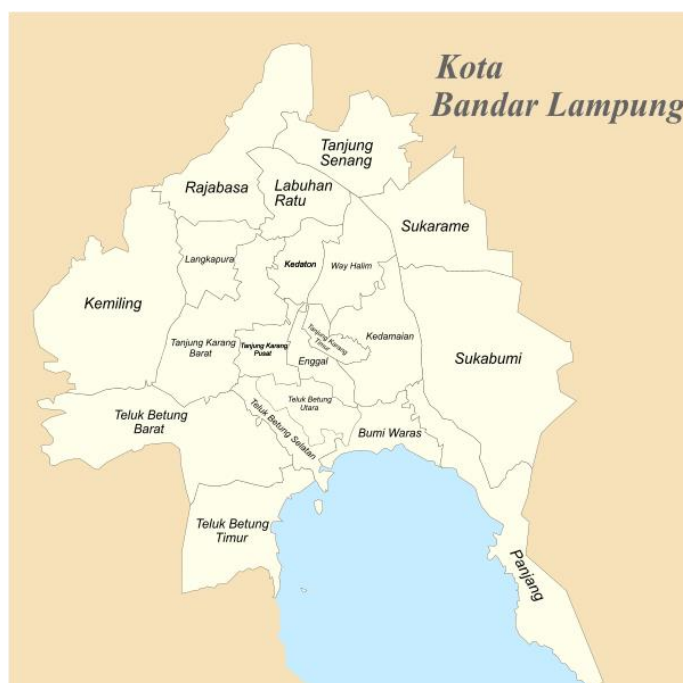 Kota
Bandar Lampung
Tanjung
Senang
Rajabasa
Labuhan
Ratu
Sukarame
Langkapura
Kedaton
Way Halim
Kemiling
Tanjung Karang
Barat
Tanjung Karang
Pusat
Tanjung Karang
Timur
Kedamaian
Enggal
Sukabumi
Teluk Betung
Barat
Teluk Betung Selatan
Teluk Betung
Utara
Bumi Waras
Teluk Betung
Timur
Panjang